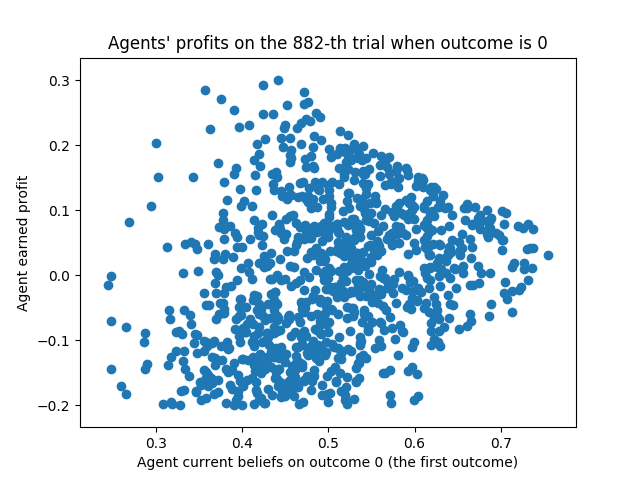 Agents' profits on the 882-th trial when outcome is 0
0.3
0.2
0.1
0.0
−0.1
−0.2
Agent earned profit
0.3 0.4 0.5 0.6 0.7
Agent current beliefs on outcome 0 (the first outcome)